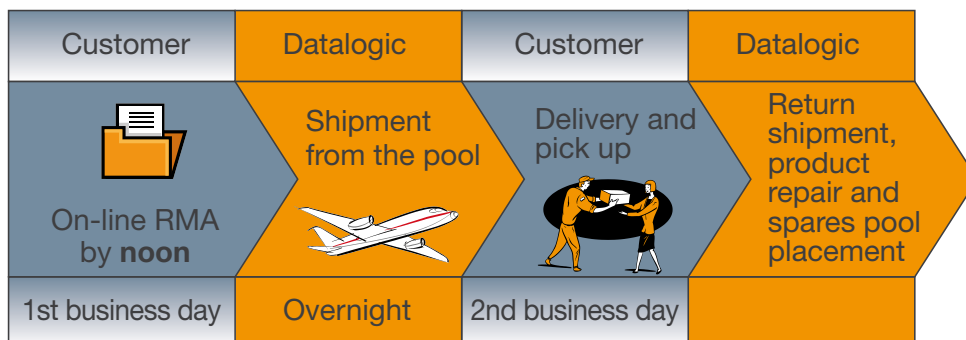 Customer
Datalogic
Customer
Datalogic
On-line RMA
by noon
Shipment
from the pool
Delivery and
pick up
Return
shipment,
product
repair and
spares pool
placement
1st business day
Overnight
2nd business day